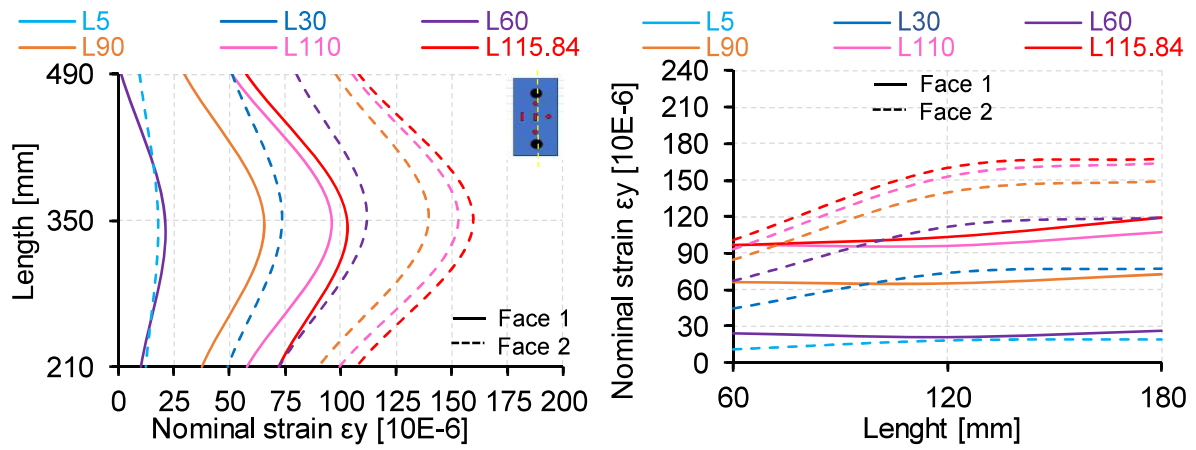 L5 L30 L60
L90 L110 L115.84
490
350
210
Length [mm]
Face 1
Face 2
0 25 50 75 100 125 150 175 200
Nominal strain εy [10E-6]
L5 L30 L60
L90 L110 L115.84
240
210
180
150
120
90
60
30
0
Nominal strain εy [10E-6]
Face 1
Face 2
60 120 180
Lenght [mm]